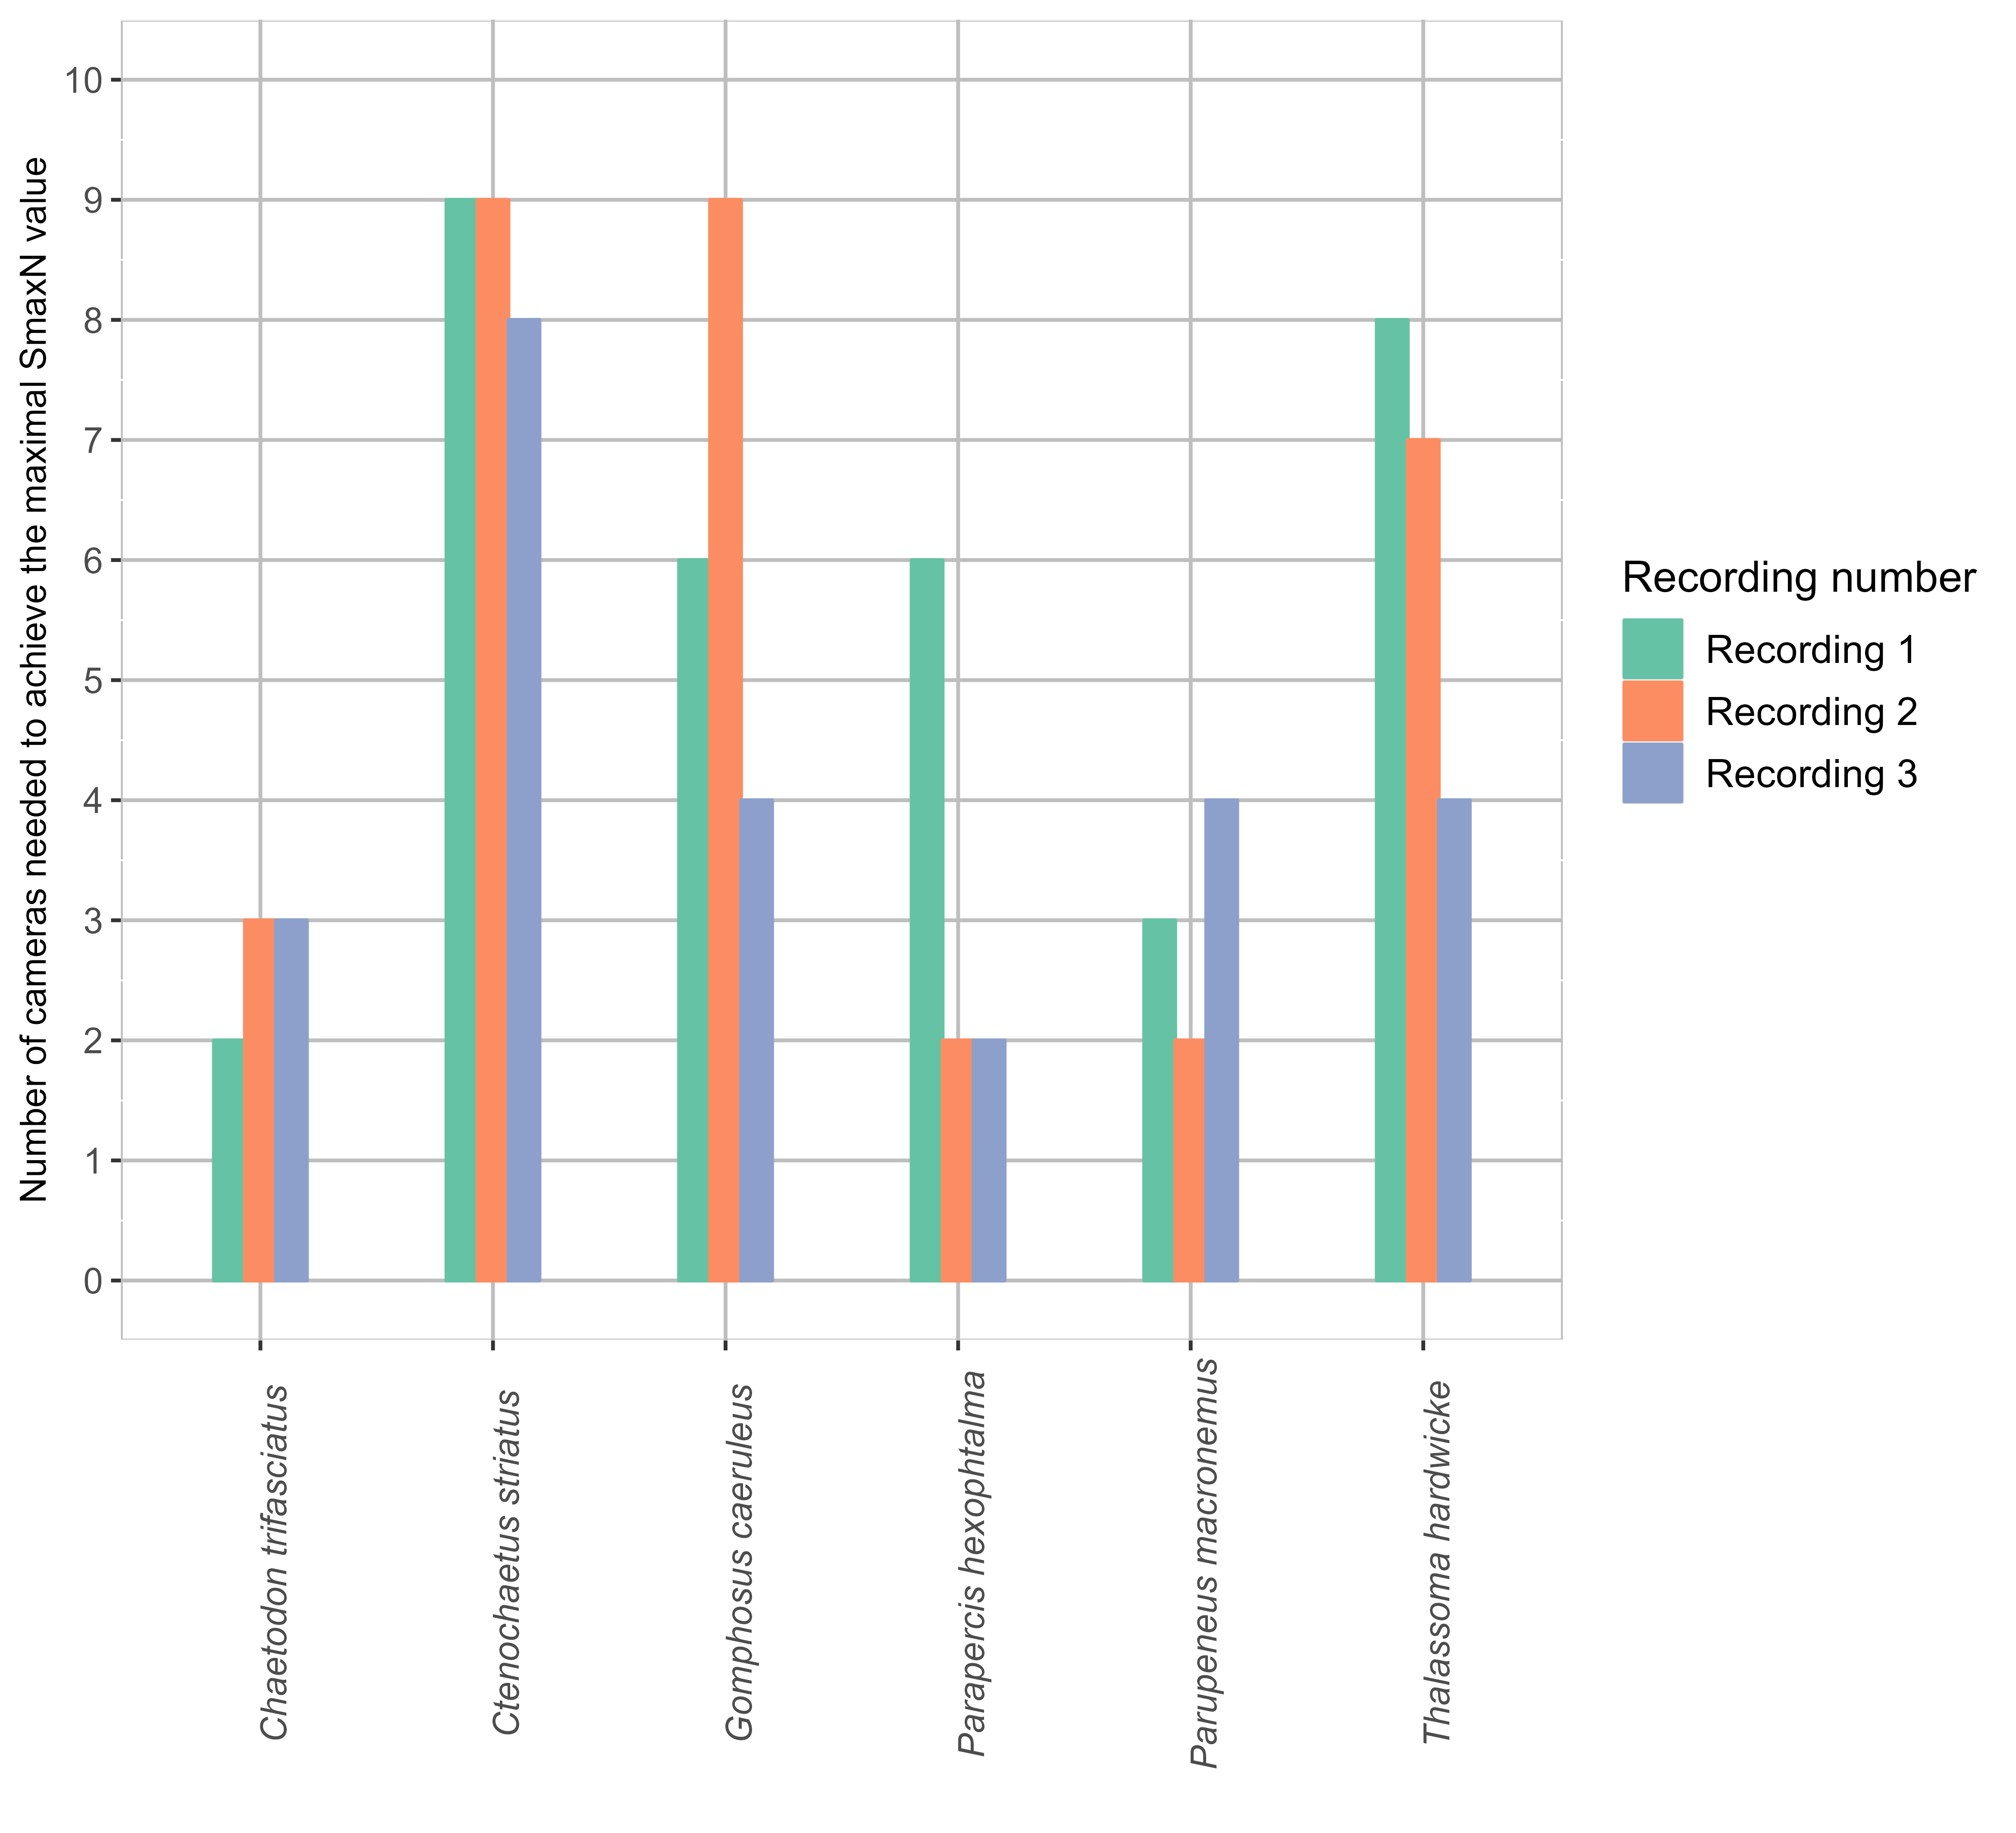 Number of cameras needed to achieve the maximal SmaxN value
10
9
8
7
6
5
4
3
2
1
0
Chaetodon trifasciatus
Ctenochaetus striatus
Gomphosus caeruleus
Parapercis hexophtalma
Parupeneus macronemus
Thalassoma hardwicke
Recording number
Recording 1
Recording 2
Recording 3